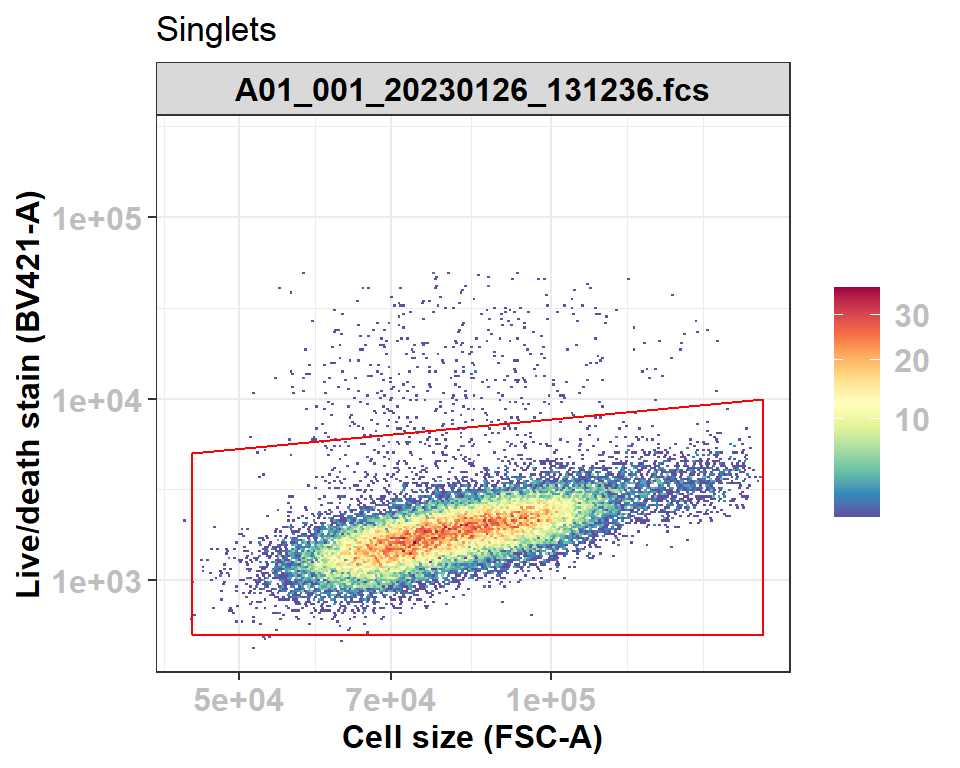 Singlets
A01_001_20230126_131236.fcs
Live/death stain (BV421-A)
1e+05
1e+04
1e+03
5e+04
7e+04
1e+05
Cell size (FSC-A)
30
20
10